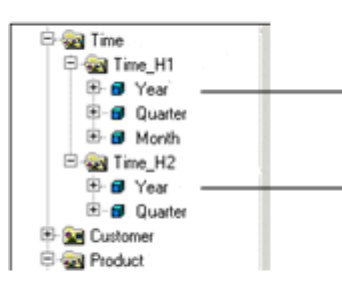 Time
Time_H1
Year
Quarter
Month
Time_H2
Year
Quarter
Customer
Product